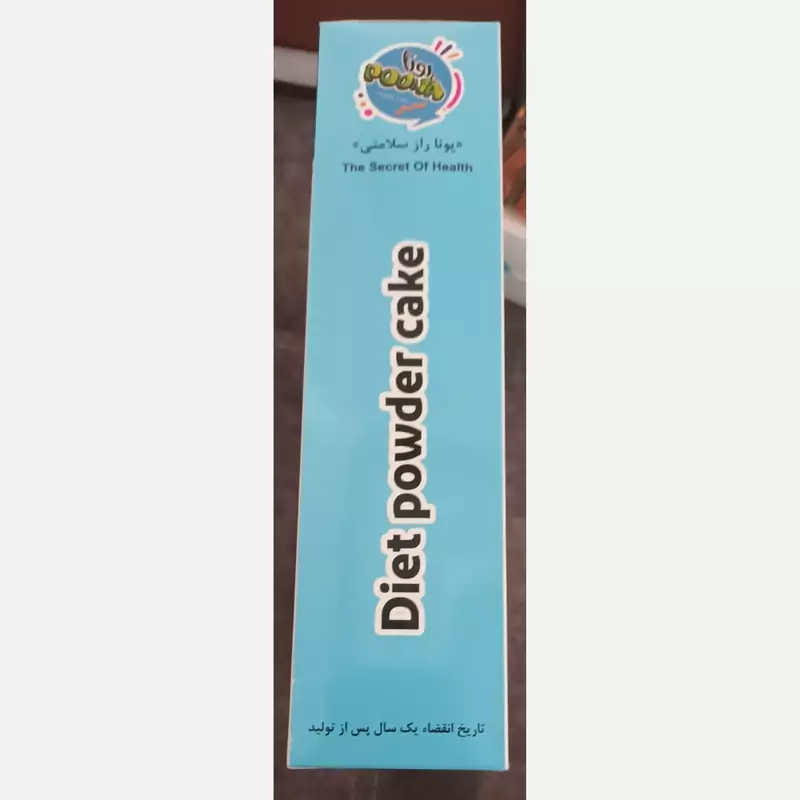 پونا
POONA
«پونا راز سلامتی»
The Secret Of Health
Diet powder cake
تاریخ انقضاء یک سال پس از تولید